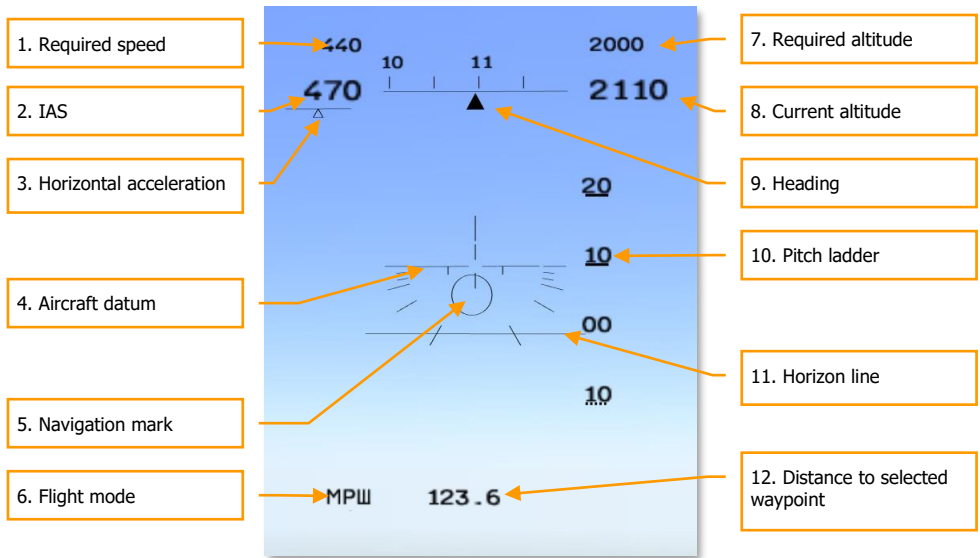 1. Required speed
2. IAS
3. Horizontal acceleration
4. Aircraft datum
5. Navigation mark
6. Flight mode
440
2000
10 11
470
2110
20
10
00
10
МРШ 123.6
7. Required altitude
8. Current altitude
9. Heading
10. Pitch ladder
11. Horizon line
12. Distance to selected
waypoint